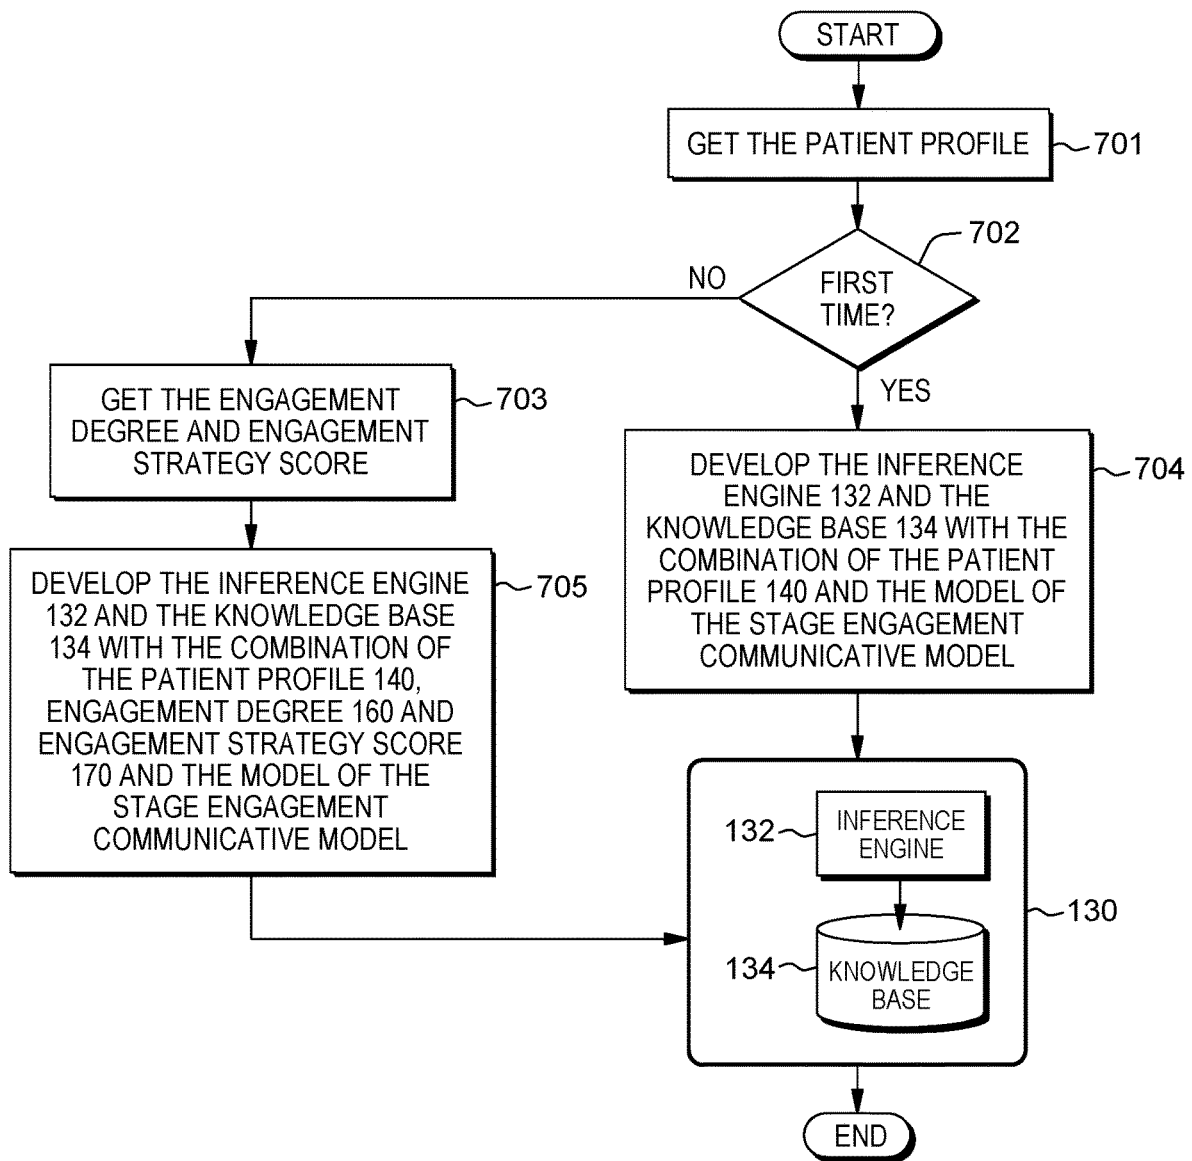 START
GET THE PATIENT PROFILE
701
702
FIRST
TIME?
NO
YES
GET THE ENGAGEMENT
DEGREE AND ENGAGEMENT
STRATEGY SCORE
703
DEVELOP THE INFERENCE
ENGINE 132 AND THE
KNOWLEDGE BASE 134 WITH THE
COMBINATION OF THE PATIENT
PROFILE 140 AND THE MODEL OF
THE STAGE ENGAGEMENT
COMMUNICATIVE MODEL
704
DEVELOP THE INFERENCE ENGINE
132 AND THE KNOWLEDGE BASE
134 WITH THE COMBINATION OF
THE PATIENT PROFILE 140,
ENGAGEMENT DEGREE 160 AND
ENGAGEMENT STRATEGY SCORE
170 AND THE MODEL OF THE
STAGE ENGAGEMENT
COMMUNICATIVE MODEL
705
132
INFERENCE
ENGINE
130
134
KNOWLEDGE
BASE
END